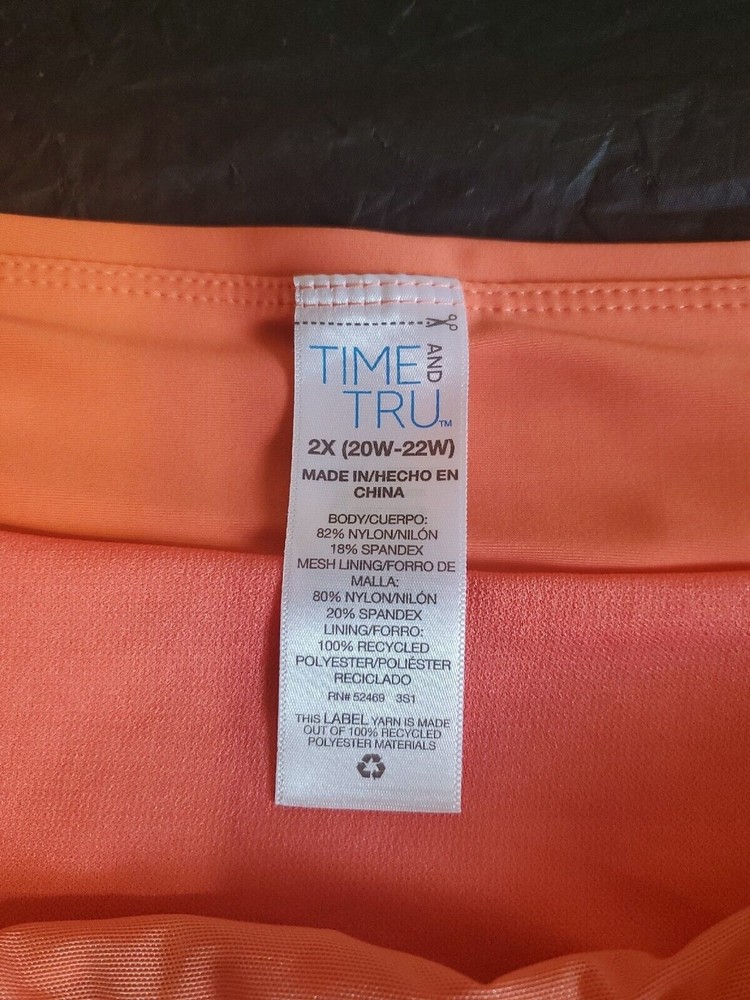 TIME AND
TRU™
2X (20W-22W)
MADE IN/HECHO EN
CHINA
BODY/CUERPO:
82% NYLON/NILÓN
18% SPANDEX
MESH LINING/FORRO DE
MALLA:
80% NYLON/NILÓN
20% SPANDEX
LINING/FORRO:
100% RECYCLED
POLYESTER/POLIÉSTER
RECICLADO
RN# 52469 3S1
THIS LABEL YARN IS MADE
OUT OF 100% RECYCLED
POLYESTER MATERIALS